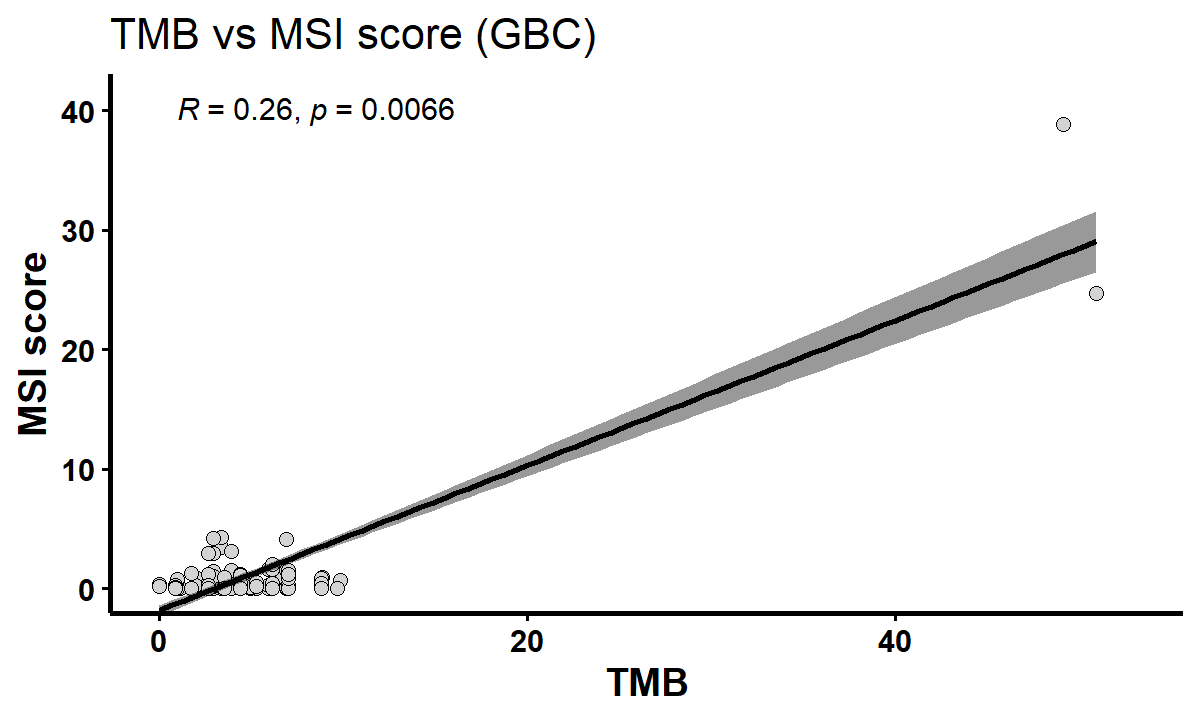 TMB vs MSI score (GBC)
R = 0.26, p = 0.0066
MSI score
40
30
20
10
0
0 20 40
TMB